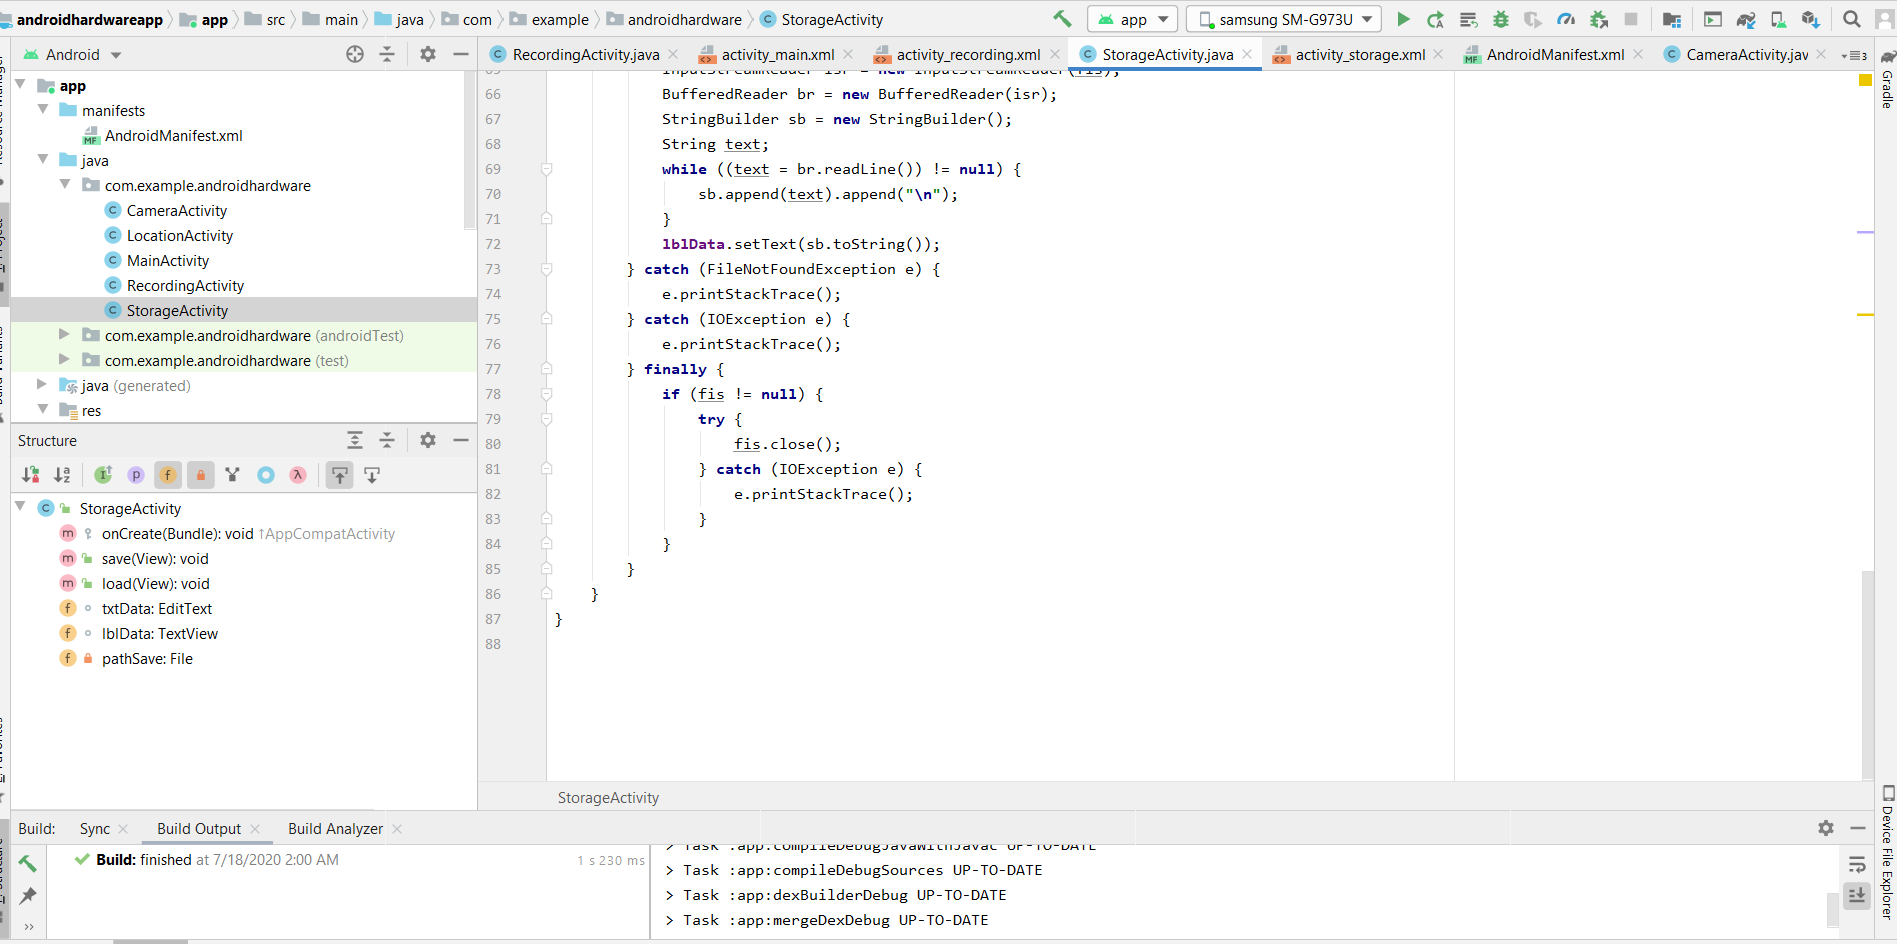 androidhardwareapp app src main java com example androidhardware StorageActivity app samsung SM-G973U
Android
RecordingActivity.java activity_main.xml activity_recording.xml StorageActivity.java activity_storage.xml AndroidManifest.xml CameraActivity.jav
Gradle
app
manifests
AndroidManifest.xml
java
com.example.androidhardware
CameraActivity
LocationActivity
MainActivity
RecordingActivity
StorageActivity
com.example.androidhardware (androidTest)
com.example.androidhardware (test)
java (generated)
res
Structure
StorageActivity
onCreate(Bundle): void ↑AppCompatActivity
save(View): void
load(View): void
txtData: EditText
lblData: TextView
pathSave: File
65 InputStreamReader isr = new InputStreamReader(fis);
66 BufferedReader br = new BufferedReader(isr);
67 StringBuilder sb = new StringBuilder();
68 String text;
69 while ((text = br.readLine()) != null) {
70 sb.append(text).append("\n");
71 }
72 lblData.setText(sb.toString());
73 } catch (FileNotFoundException e) {
74 e.printStackTrace();
75 } catch (IOException e) {
76 e.printStackTrace();
77 } finally {
78 if (fis != null) {
79 try {
80 fis.close();
81 } catch (IOException e) {
82 e.printStackTrace();
83 }
84 }
85 }
86 }
87 }
88
StorageActivity
Build: Sync Build Output Build Analyzer
Build: finished at 7/18/2020 2:00 AM 1 s 230 ms
> Task :app:compileDebugJavaWithJavac UP-TO-DATE
> Task :app:compileDebugSources UP-TO-DATE
> Task :app:dexBuilderDebug UP-TO-DATE
> Task :app:mergeDexDebug UP-TO-DATE
Device File Explorer